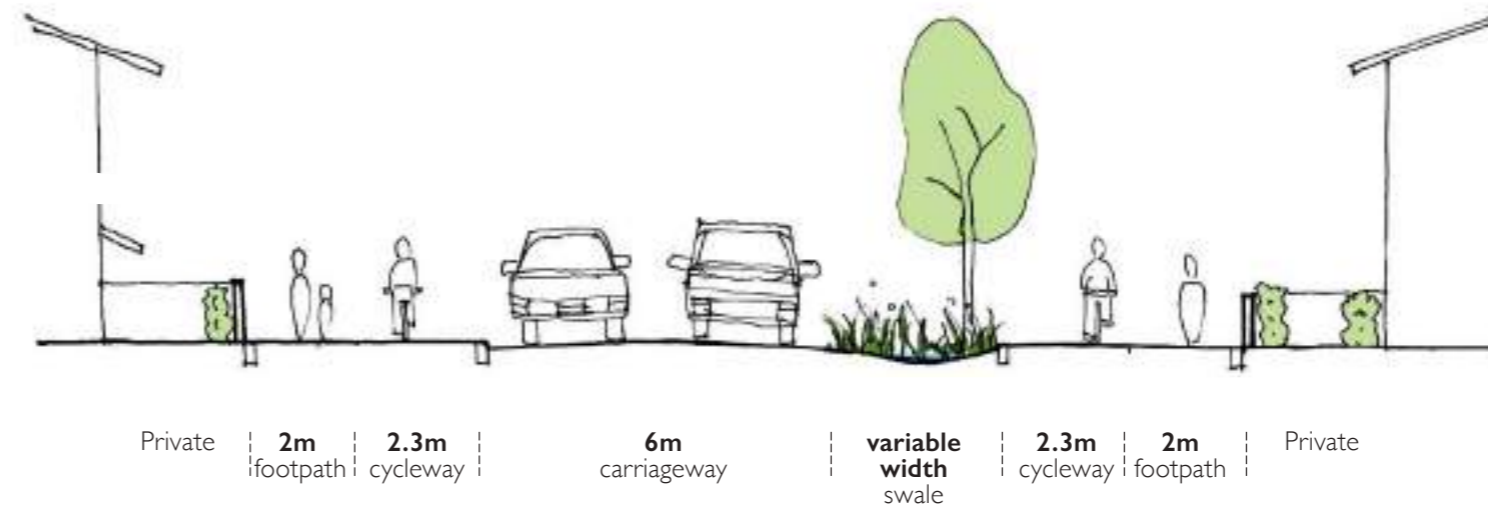 Private
2m
footpath
2.3m
cycleway
6m
carriageway
variable
width
swale
2.3m
cycleway
2m
footpath
Private